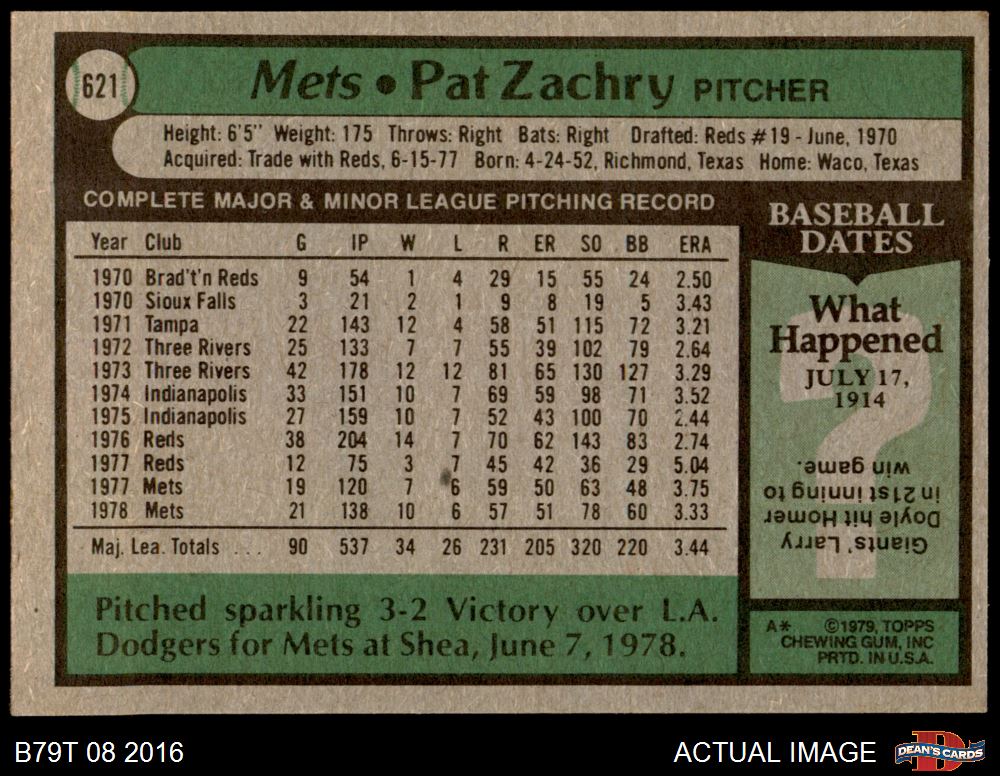 621
Mets • Pat Zachry PITCHER
Height: 6'5" Weight: 175 Throws: Right Bats: Right Drafted: Reds #19 - June, 1970
Acquired: Trade with Reds, 6-15-77 Born: 4-24-52, Richmond, Texas Home: Waco, Texas
COMPLETE MAJOR & MINOR LEAGUE PITCHING RECORD
Year Club G IP W L R ER SO BB ERA
1970 Brad't'n Reds 9 54 1 4 29 15 55 24 2.50
1970 Sioux Falls 3 21 2 1 9 8 19 5 3.43
1971 Tampa 22 143 12 4 58 51 115 72 3.21
1972 Three Rivers 25 133 7 7 55 39 102 79 2.64
1973 Three Rivers 42 178 12 12 81 65 130 127 3.29
1974 Indianapolis 33 151 10 7 69 59 98 71 3.52
1975 Indianapolis 27 159 10 7 52 43 100 70 2.44
1976 Reds 38 204 14 7 70 62 143 83 2.74
1977 Reds 12 75 3 7 45 42 36 29 5.04
1977 Mets 19 120 7 6 59 50 63 48 3.75
1978 Mets 21 138 10 6 57 51 78 60 3.33
Maj. Lea. Totals ... 90 537 34 26 231 205 320 220 3.44
Pitched sparkling 3-2 Victory over L.A.
Dodgers for Mets at Shea, June 7, 1978.
BASEBALL
DATES
What
Happened
JULY 17,
1914
?
Giants' Larry
Doyle hit Homer
in 21st inning to
win game.
A* ©1979, TOPPS
CHEWING GUM, INC
PRTD. IN U.S.A.
B79T 08 2016
ACTUAL IMAGE
DEAN'S CARDS